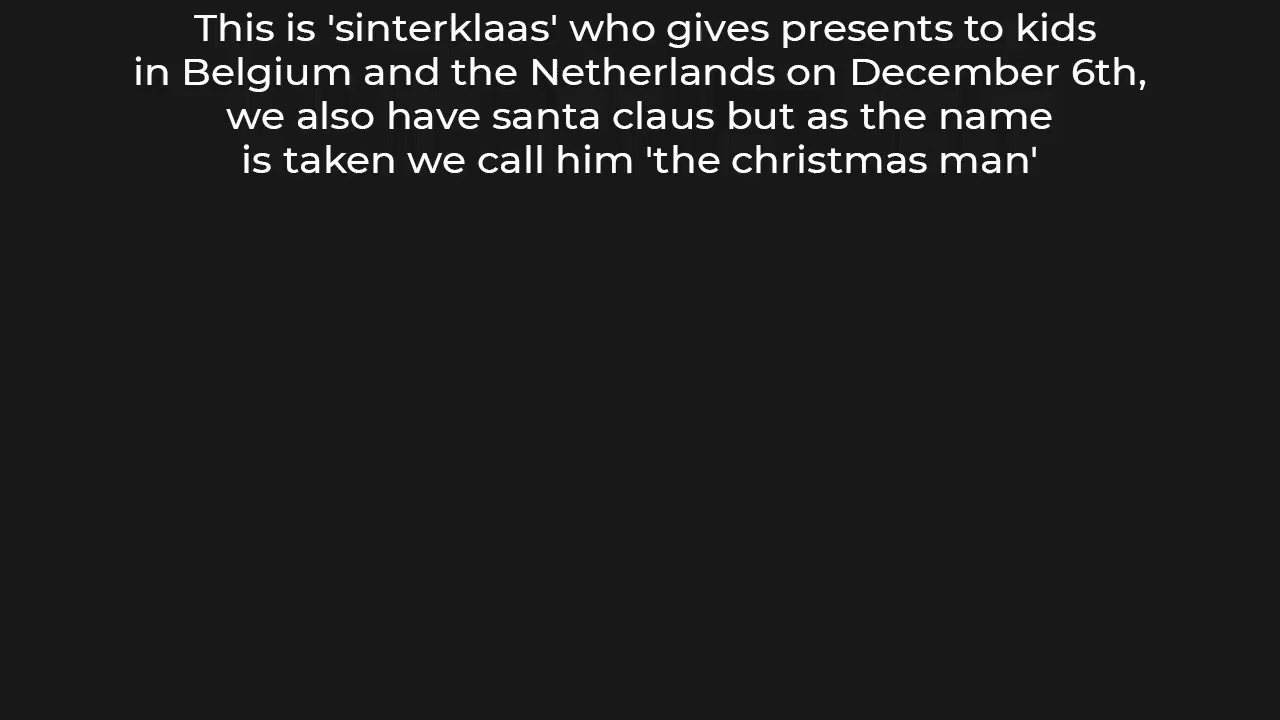 This is 'sinterklaas' who gives presents to kids
in Belgium and the Netherlands on December 6th,
we also have santa claus but as the name
is taken we call him 'the christmas man'